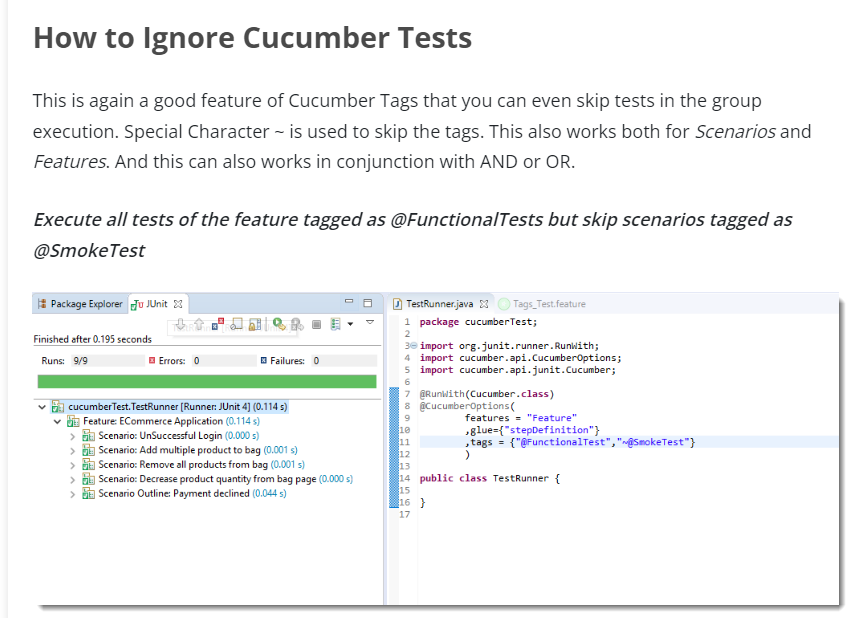 How to Ignore Cucumber Tests
This is again a good feature of Cucumber Tags that you can even skip tests in the group
execution. Special Character ~ is used to skip the tags. This also works both for Scenarios and
Features. And this can also works in conjunction with AND or OR.
Execute all tests of the feature tagged as @FunctionalTests but skip scenarios tagged as
@SmokeTest
Package Explorer JUnit
Finished after 0.195 seconds
Runs: 9/9 Errors: 0 Failures: 0
cucumberTest.TestRunner [Runner: JUnit 4] (0.114 s)
Feature: ECommerce Application (0.114 s)
Scenario: UnSuccessful Login (0.000 s)
Scenario: Add multiple product to bag (0.001 s)
Scenario: Remove all products from bag (0.001 s)
Scenario: Decrease product quantity from bag page (0.000 s)
Scenario Outline: Payment declined (0.044 s)
TestRunner.java Tags_Test.feature
1 package cucumberTest;
2
3 import org.junit.runner.RunWith;
4 import cucumber.api.CucumberOptions;
5 import cucumber.api.junit.Cucumber;
6
7 @RunWith(Cucumber.class)
8 @CucumberOptions(
9 features = "Feature"
10 ,glue={"stepDefinition"}
11 ,tags = {"@FunctionalTest","~@SmokeTest"}
12 )
13
14 public class TestRunner {
15
16 }
17